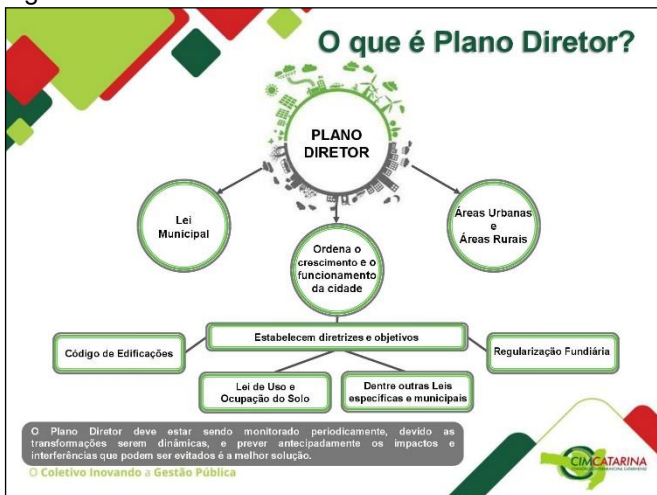 O que é Plano Diretor?
PLANO
DIRETOR
Lei
Municipal
Ordena o
crescimento e o
funcionamento
da cidade
Áreas Urbanas
e
Áreas Rurais
Estabelecem diretrizes e objetivos
Código de Edificações
Regularização Fundiária
Lei de Uso e
Ocupação do Solo
Dentre outras Leis
específicas e municipais
O Plano Diretor deve estar sendo monitorado periodicamente, devido as
transformações serem dinâmicas, e prever antecipadamente os impactos e
interferências que podem ser evitados é a melhor solução.
O Coletivo Inovando a Gestão Pública
CIMCATARINA